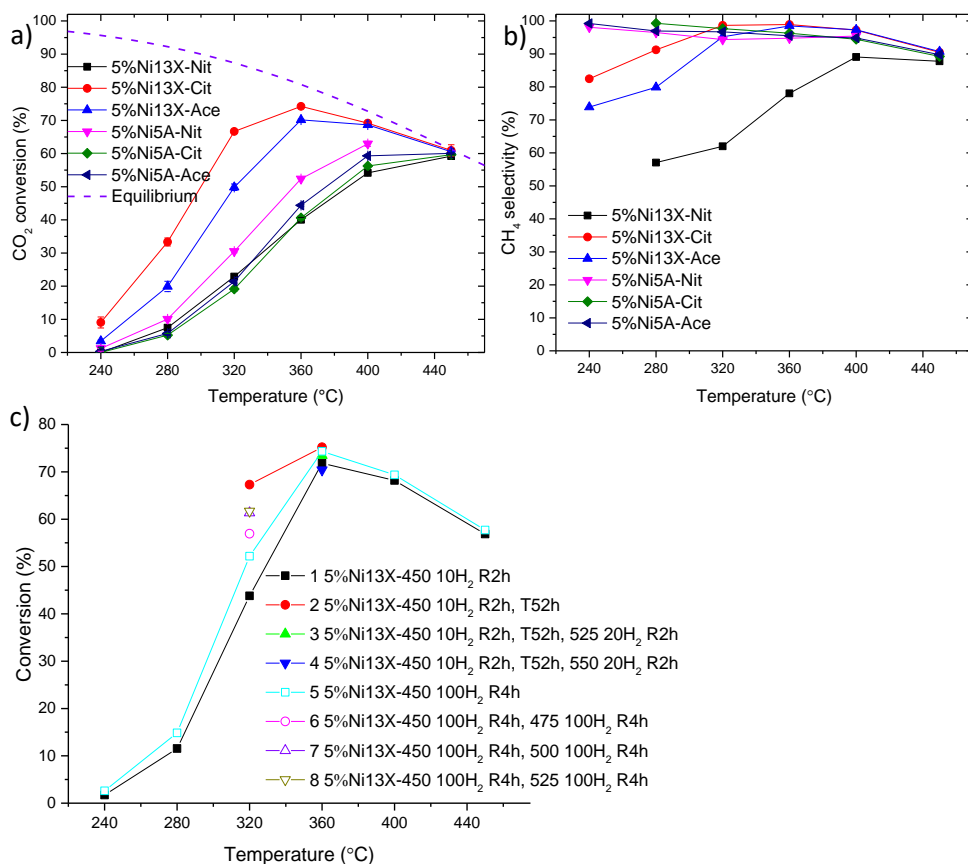 a)
100
90
80
70
60
50
40
30
20
10
0
CO₂ conversion (%)
5%Ni13X-Nit
5%Ni13X-Cit
5%Ni13X-Ace
5%Ni5A-Nit
5%Ni5A-Cit
5%Ni5A-Ace
Equilibrium
240 280 320 360 400 440
Temperature (°C)
b)
100
90
80
70
60
50
40
30
20
10
0
CH₄ selectivity (%)
5%Ni13X-Nit
5%Ni13X-Cit
5%Ni13X-Ace
5%Ni5A-Nit
5%Ni5A-Cit
5%Ni5A-Ace
240 280 320 360 400 440
Temperature (°C)
c)
80
70
60
50
40
30
20
10
0
Conversion (%)
1 5%Ni13X-450 10H₂ R2h
2 5%Ni13X-450 10H₂ R2h, T52h
3 5%Ni13X-450 10H₂ R2h, T52h, 525 20H₂ R2h
4 5%Ni13X-450 10H₂ R2h, T52h, 550 20H₂ R2h
5 5%Ni13X-450 100H₂ R4h
6 5%Ni13X-450 100H₂ R4h, 475 100H₂ R4h
7 5%Ni13X-450 100H₂ R4h, 500 100H₂ R4h
8 5%Ni13X-450 100H₂ R4h, 525 100H₂ R4h
240 280 320 360 400 440
Temperature (°C)